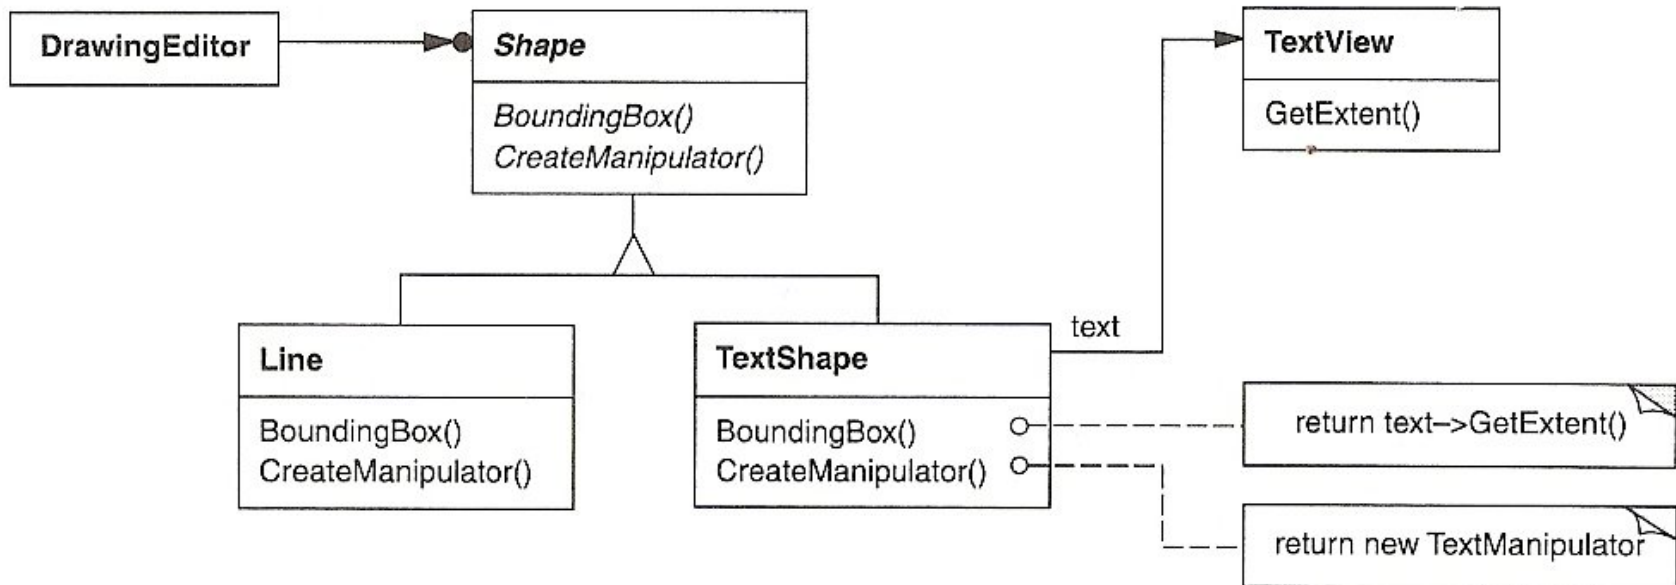 DrawingEditor
Shape
BoundingBox()
CreateManipulator()
TextView
GetExtent()
Line
BoundingBox()
CreateManipulator()
TextShape
BoundingBox()
CreateManipulator()
text
return text–>GetExtent()
return new TextManipulator